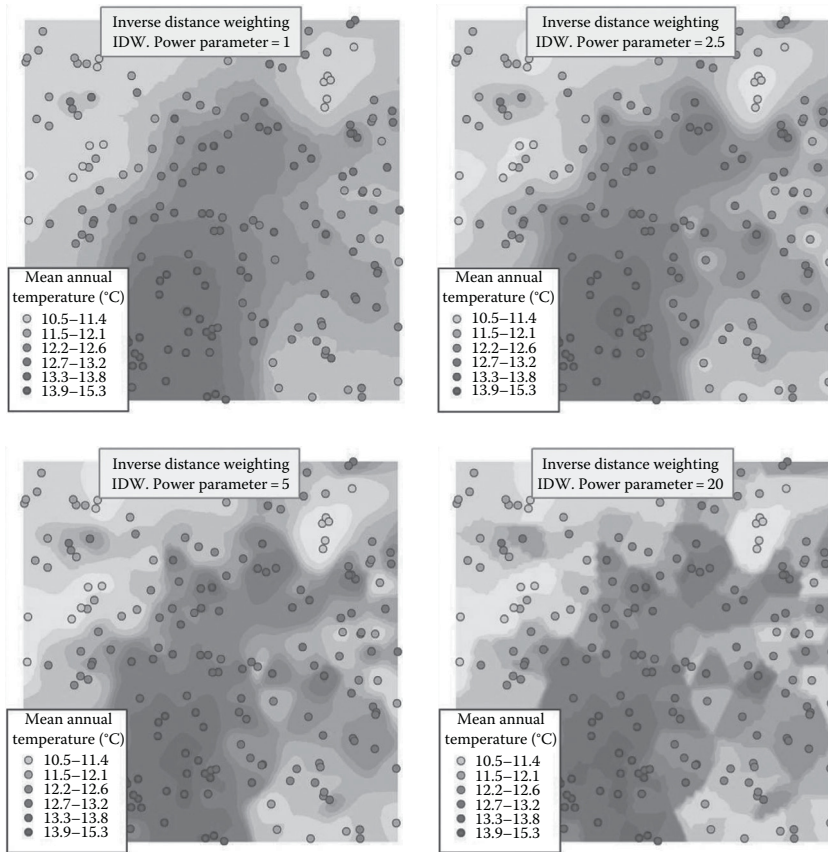 Inverse distance weighting
IDW. Power parameter = 1
Mean annual
temperature (°C)
10.5–11.4
11.5–12.1
12.2–12.6
12.7–13.2
13.3–13.8
13.9–15.3
Inverse distance weighting
IDW. Power parameter = 2.5
Mean annual
temperature (°C)
10.5–11.4
11.5–12.1
12.2–12.6
12.7–13.2
13.3–13.8
13.9–15.3
Inverse distance weighting
IDW. Power parameter = 5
Mean annual
temperature (°C)
10.5–11.4
11.5–12.1
12.2–12.6
12.7–13.2
13.3–13.8
13.9–15.3
Inverse distance weighting
IDW. Power parameter = 20
Mean annual
temperature (°C)
10.5–11.4
11.5–12.1
12.2–12.6
12.7–13.2
13.3–13.8
13.9–15.3